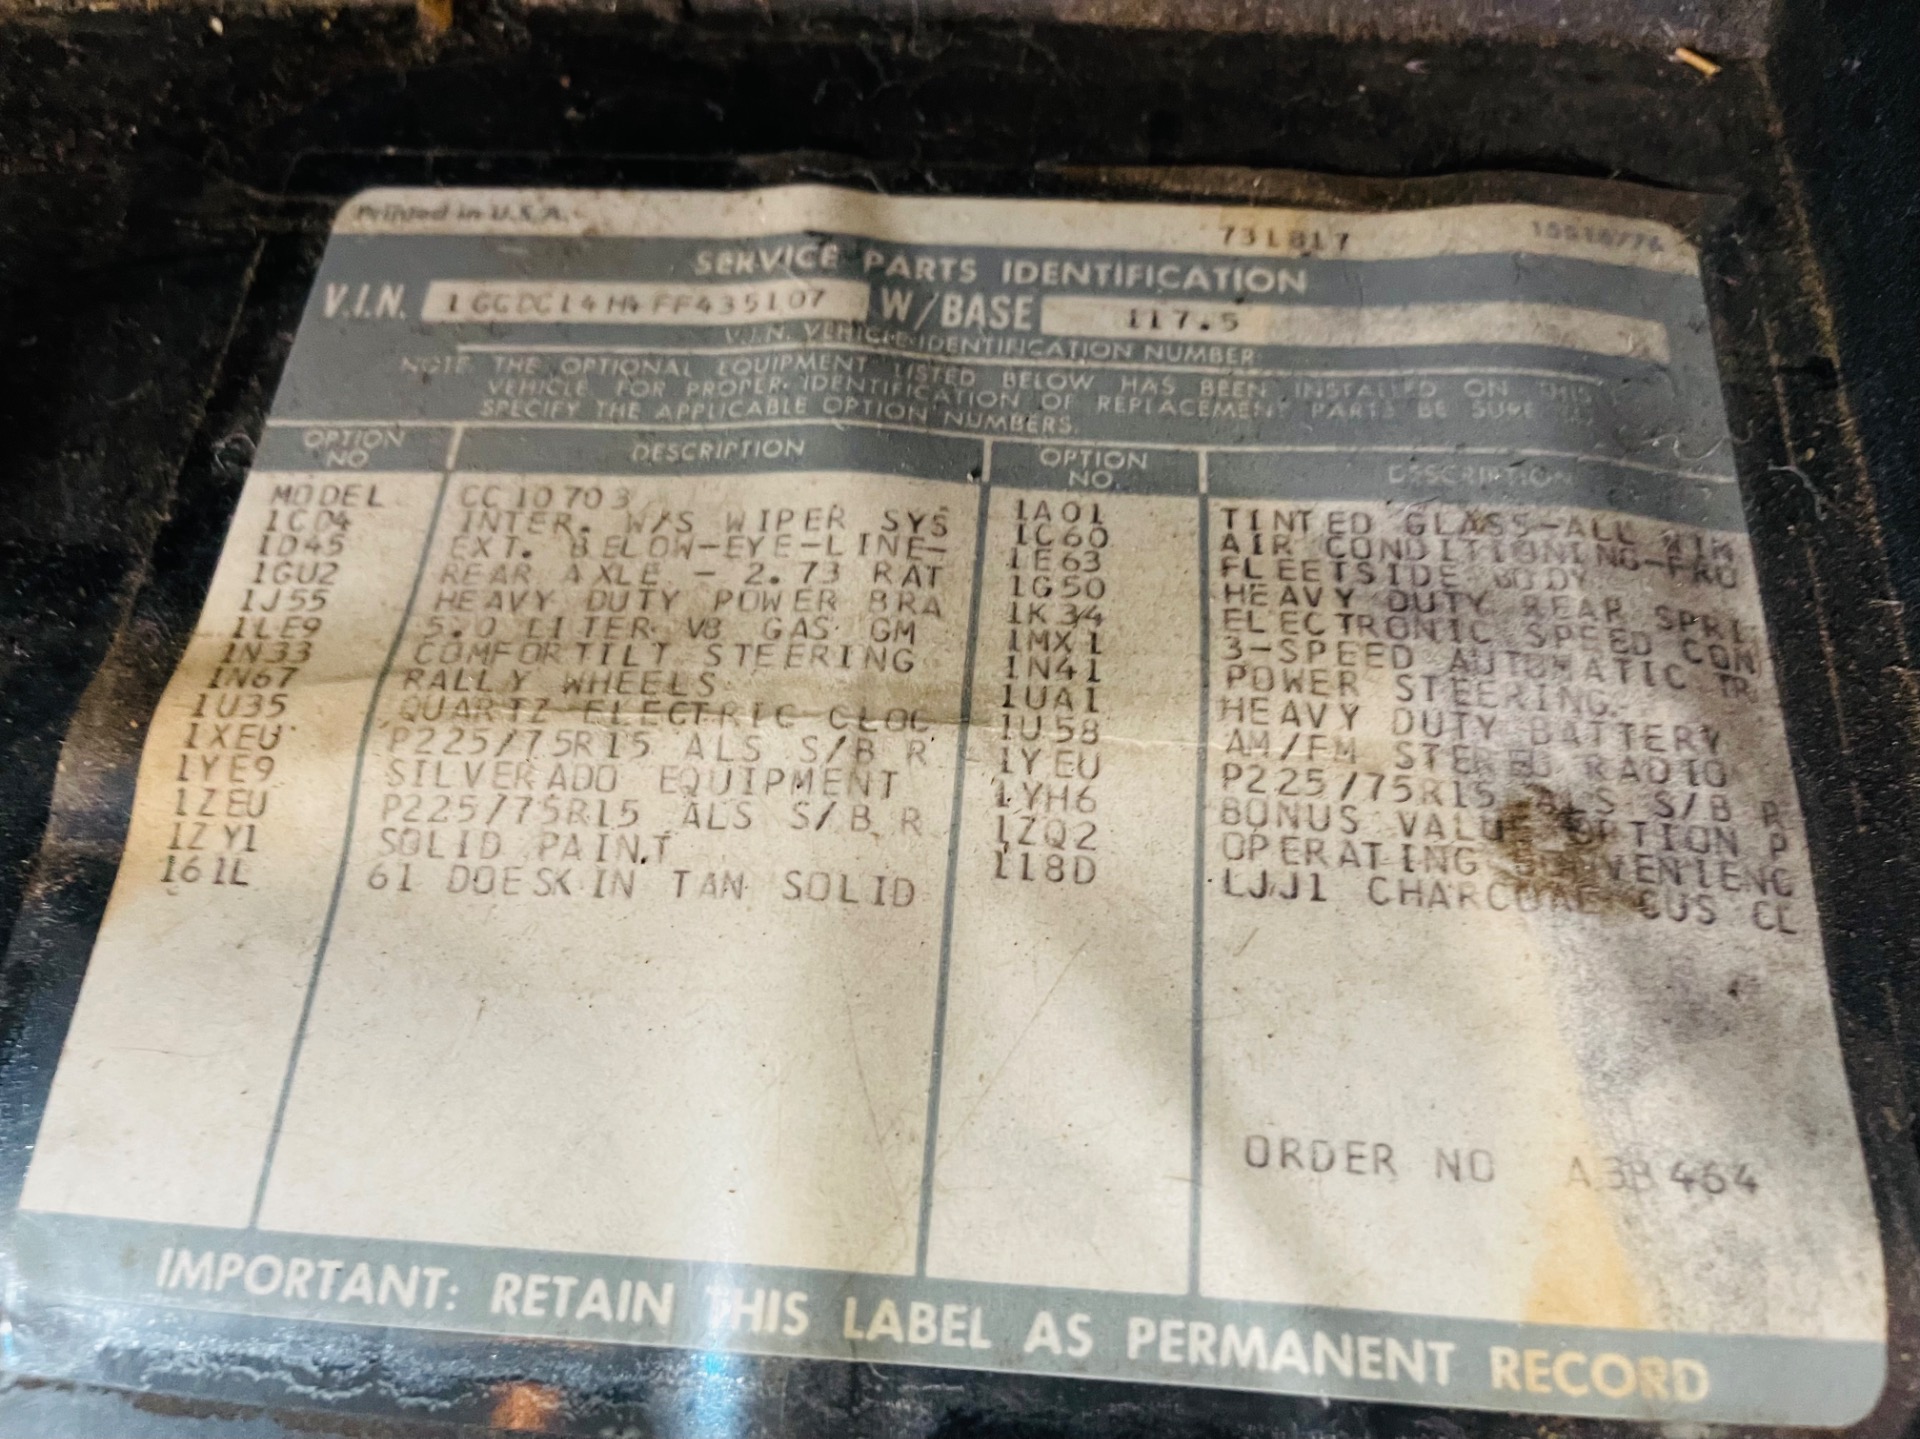 Printed in U.S.A.
731817
SERVICE PARTS IDENTIFICATION
V.I.N. 1GCDC14H4FF435107 W/BASE 117.5
V.I.N. VEHICLE IDENTIFICATION NUMBER
NOTE THE OPTIONAL EQUIPMENT LISTED BELOW HAS BEEN INSTALLED ON THIS
VEHICLE. FOR PROPER IDENTIFICATION OF REPLACEMENT PARTS BE SURE
SPECIFY THE APPLICABLE OPTION NUMBERS.
OPTION NO DESCRIPTION
MODEL CC10703
1CD4 INTER. W/S WIPER SYS
1D45 EXT. BELOW-EYE-LINE-
1GU2 REAR AXLE - 2.73 RAT
1J55 HEAVY DUTY POWER BRA
1LE9 5.0 LITER V8 GAS GM
1N33 COMFORTILT STEERING
1N67 RALLY WHEELS
1U35 QUARTZ ELECTRIC CLOC
1XEU P225/75R15 ALS S/B R
1YE9 SILVERADO EQUIPMENT
1ZEU P225/75R15 ALS S/B R
1ZY1 SOLID PAINT
161L 61 DOESKIN TAN SOLID
OPTION NO. DESCRIPTION
1A01 TINTED GLASS-ALL WIN
1C60 AIR CONDITIONING-FRO
1E63 FLEETSIDE BODY
1G50 HEAVY DUTY REAR SPRI
1K34 ELECTRONIC SPEED CON
1MX1 3-SPEED AUTOMATIC TR
1N41 POWER STEERING
1UA1 HEAVY DUTY BATTERY
1U58 AM/FM STEREO RADIO
1YEU P225/75R15 ALS S/B R
1YH6 BONUS VALUE OPTION P
1ZQ2 OPERATING CONVENIENC
118D LJJ1 CHARCOAL CUS CL
ORDER NO A3B464
IMPORTANT: RETAIN THIS LABEL AS PERMANENT RECORD